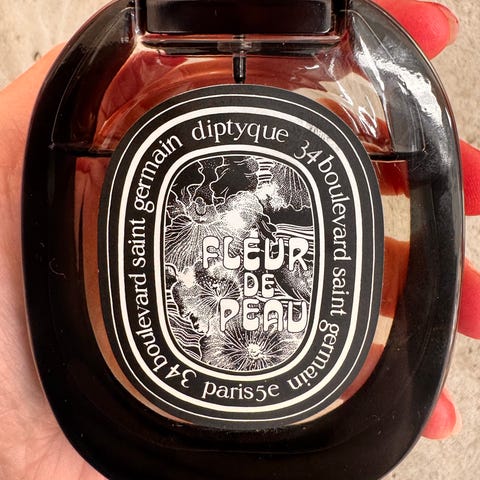 diptyque 34 boulevard saint germain paris5e 34 boulevard saint germain
FLEUR
DE
PEAU